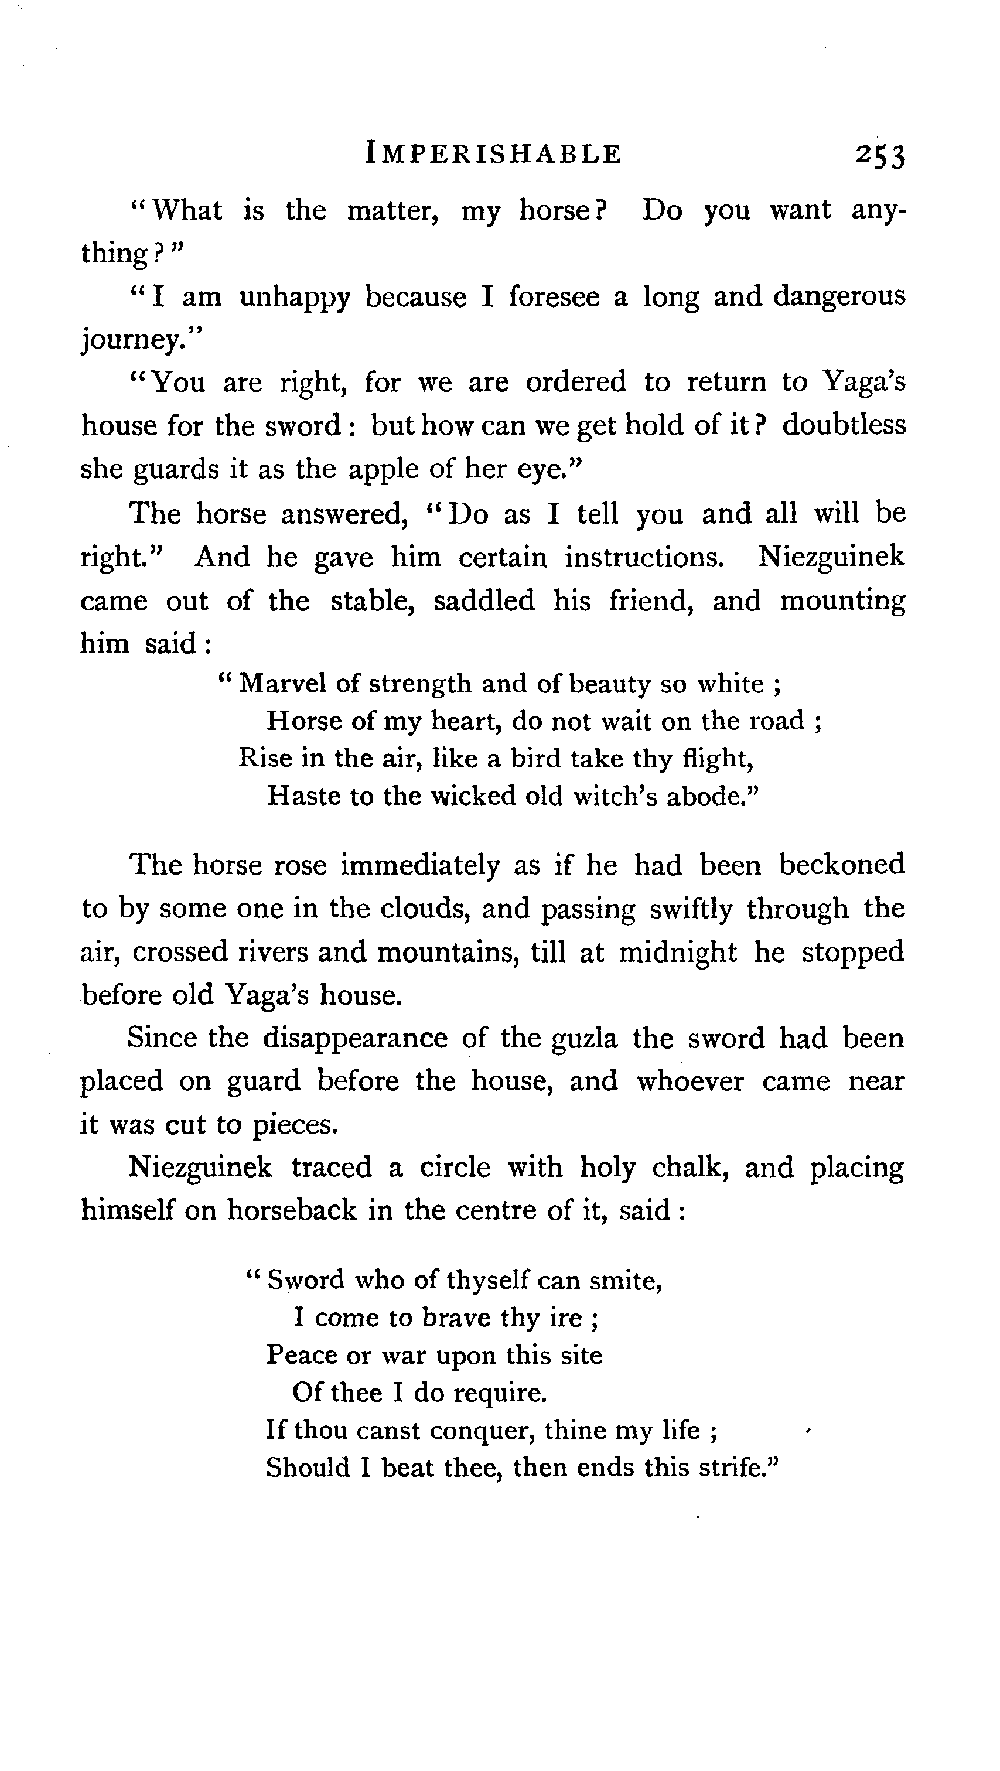 IMPERISHABLE 253
“What is the matter, my horse? Do you want any-
thing?”
“I am unhappy because I foresee a long and dangerous
journey.”
“You are right, for we are ordered to return to Yaga’s
house for the sword: but how can we get hold of it? doubtless
she guards it as the apple of her eye.”
The horse answered, “Do as I tell you and all will be
right.” And he gave him certain instructions. Niezguinek
came out of the stable, saddled his friend, and mounting
him said:
“Marvel of strength and of beauty so white;
Horse of my heart, do not wait on the road;
Rise in the air, like a bird take thy flight,
Haste to the wicked old witch’s abode.”
The horse rose immediately as if he had been beckoned
to by some one in the clouds, and passing swiftly through the
air, crossed rivers and mountains, till at midnight he stopped
before old Yaga’s house.
Since the disappearance of the guzla the sword had been
placed on guard before the house, and whoever came near
it was cut to pieces.
Niezguinek traced a circle with holy chalk, and placing
himself on horseback in the centre of it, said:
“Sword who of thyself can smite,
I come to brave thy ire;
Peace or war upon this site
Of thee I do require.
If thou canst conquer, thine my life;
Should I beat thee, then ends this strife.”